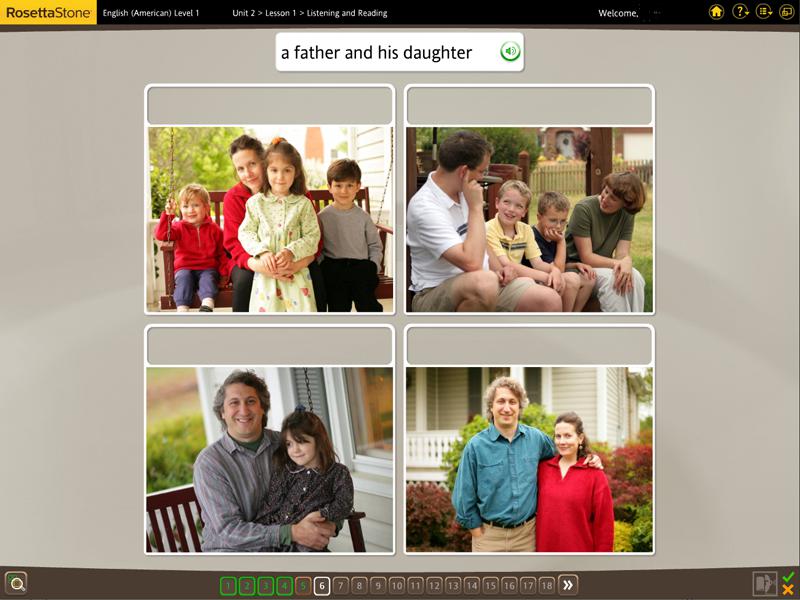 RosettaStone
English (American) Level 1
Unit 2 > Lesson 1 > Listening and Reading
Welcome,
?
a father and his daughter
1 2 3 4 5 6 7 8 9 10 11 12 13 14 15 16 17 18 »